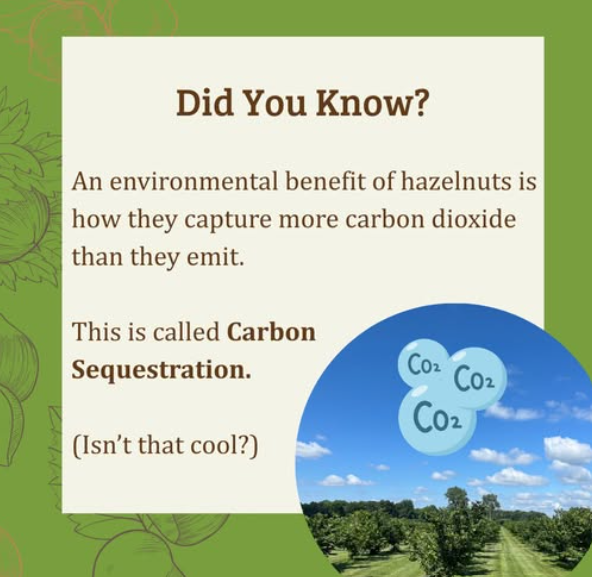 Did You Know?
An environmental benefit of hazelnuts is
how they capture more carbon dioxide
than they emit.
This is called Carbon
Sequestration.
(Isn't that cool?)
Co₂
Co₂
Co₂